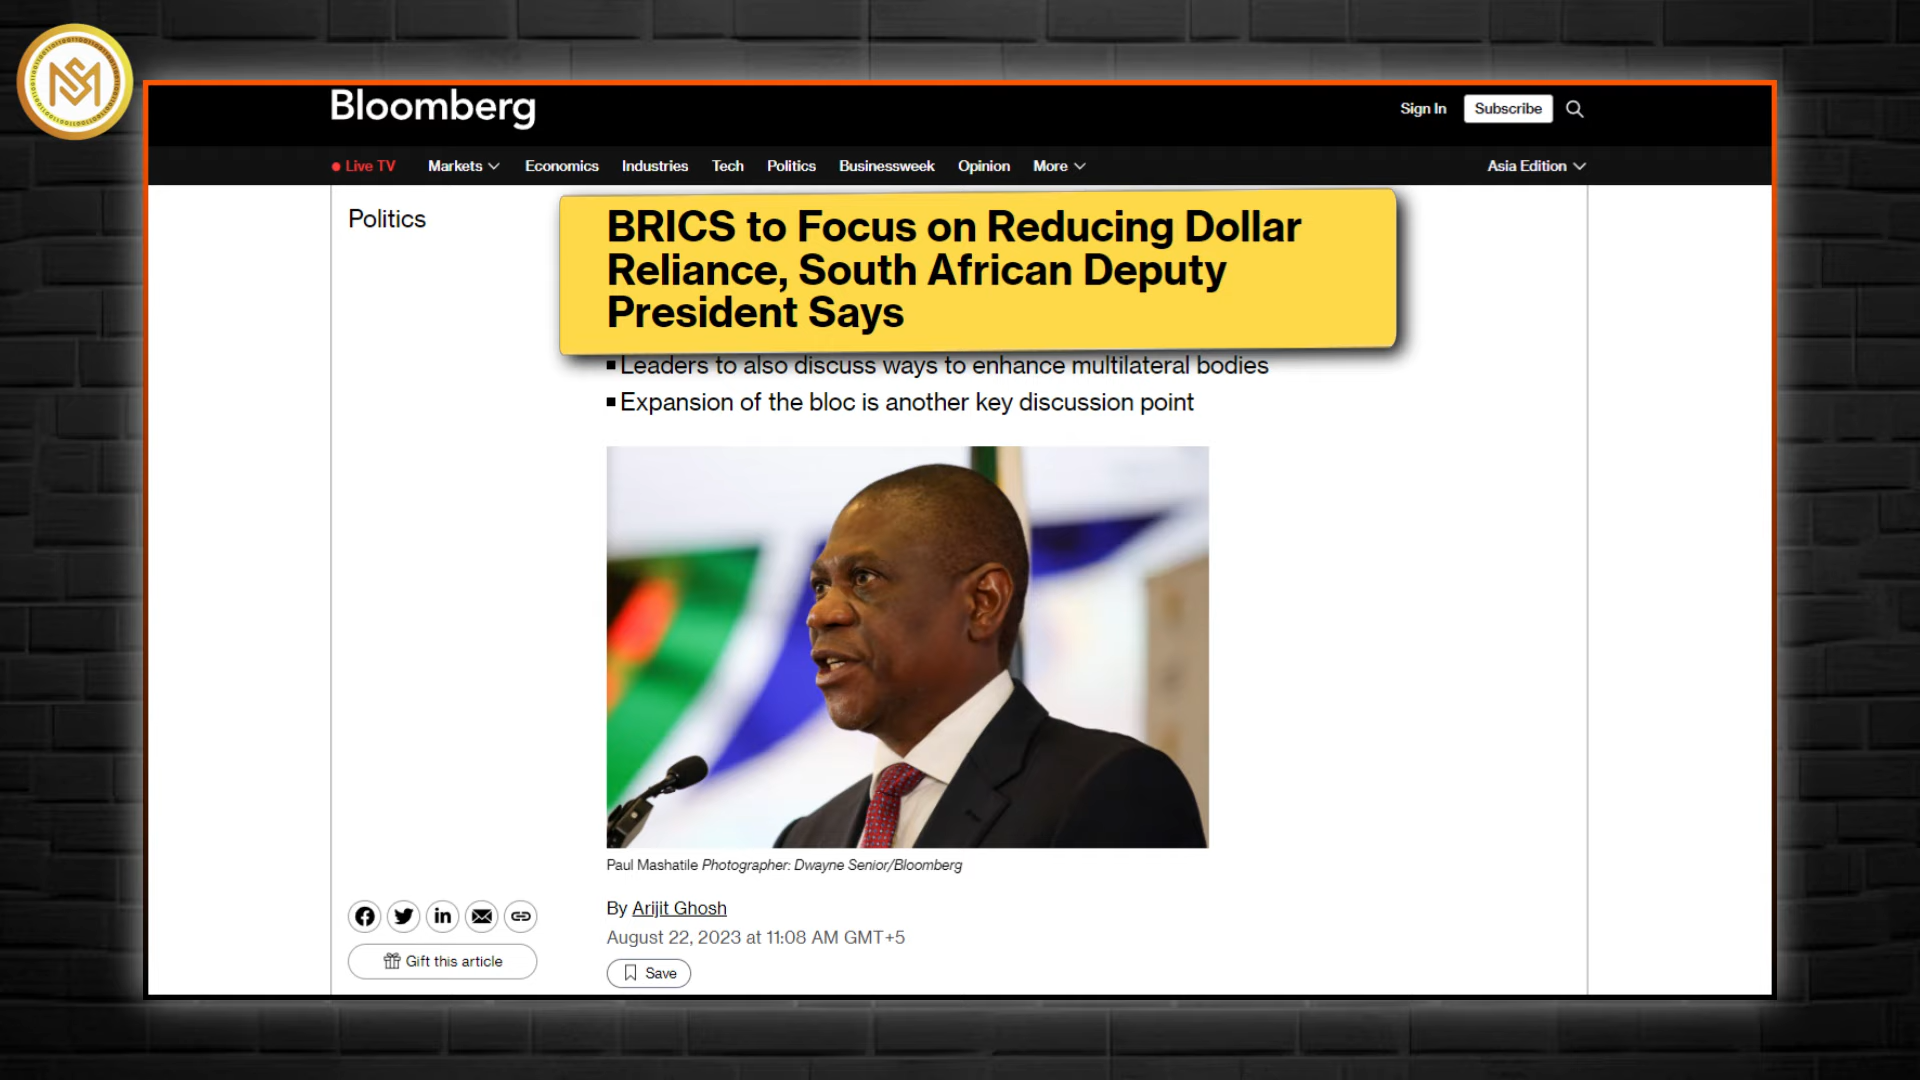 Bloomberg
Sign In
Subscribe
Live TV
Markets
Economics
Industries
Tech
Politics
Businessweek
Opinion
More
Asia Edition
Politics
BRICS to Focus on Reducing Dollar
Reliance, South African Deputy
President Says
Leaders to also discuss ways to enhance multilateral bodies
Expansion of the bloc is another key discussion point
Paul Mashatile Photographer: Dwayne Senior/Bloomberg
By Arijit Ghosh
August 22, 2023 at 11:08 AM GMT+5
Gift this article
Save